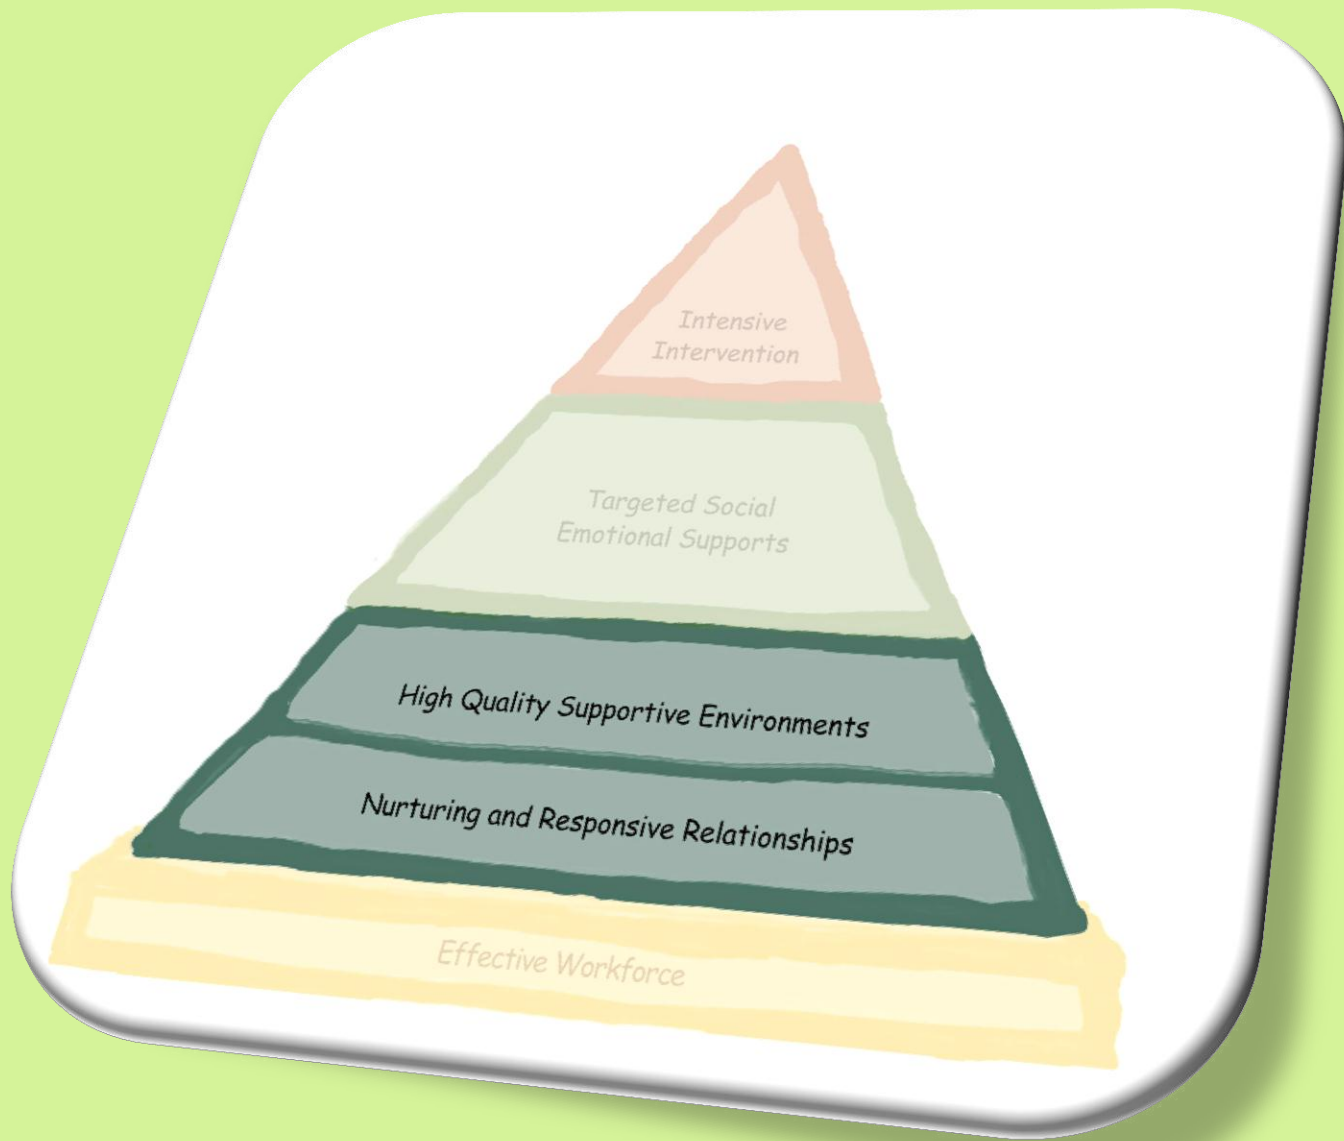 Intensive
Intervention
Targeted Social
Emotional Supports
High Quality Supportive Environments
Nurturing and Responsive Relationships
Effective Workforce